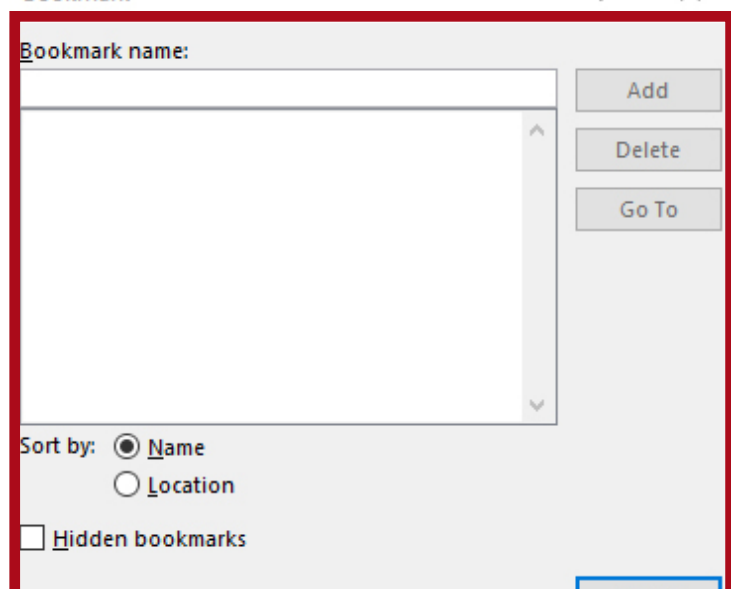 Bookmark name:
Add
Delete
Go To
Sort by: Name
Location
Hidden bookmarks